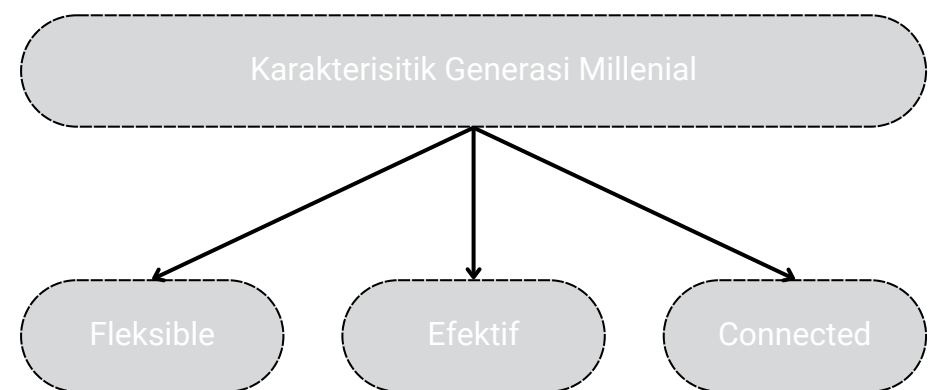 Karakterisitik Generasi Millenial
Fleksible
Efektif
Connected